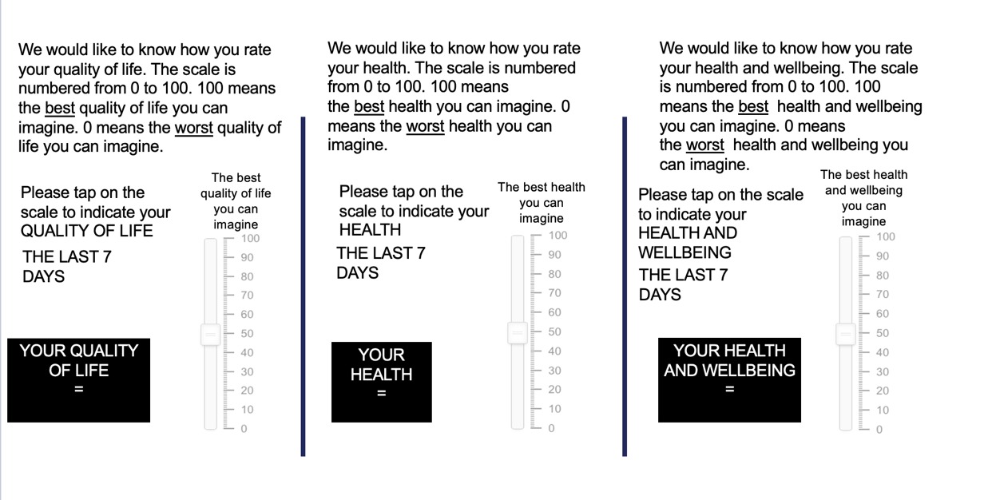 We would like to know how you rate
your quality of life. The scale is
numbered from 0 to 100. 100 means
the best quality of life you can
imagine. 0 means the worst quality of
life you can imagine.
Please tap on the
scale to indicate your
QUALITY OF LIFE
THE LAST 7
DAYS
The best
quality of life
you can
imagine
100
90
80
70
60
50
40
30
20
10
0
YOUR QUALITY
OF LIFE
=
We would like to know how you rate
your health. The scale is numbered
from 0 to 100. 100 means
the best health you can imagine. 0
means the worst health you can
imagine.
Please tap on the
scale to indicate your
HEALTH
THE LAST 7
DAYS
The best health
you can
imagine
100
90
80
70
60
50
40
30
20
10
0
YOUR
HEALTH
=
We would like to know how you rate
your health and wellbeing. The scale
is numbered from 0 to 100. 100
means the best health and wellbeing
you can imagine. 0 means
the worst health and wellbeing you
can imagine.
Please tap on the scale
to indicate your
HEALTH AND
WELLBEING
THE LAST 7
DAYS
The best health
and wellbeing
you can
imagine
100
90
80
70
60
50
40
30
20
10
0
YOUR HEALTH
AND WELLBEING
=